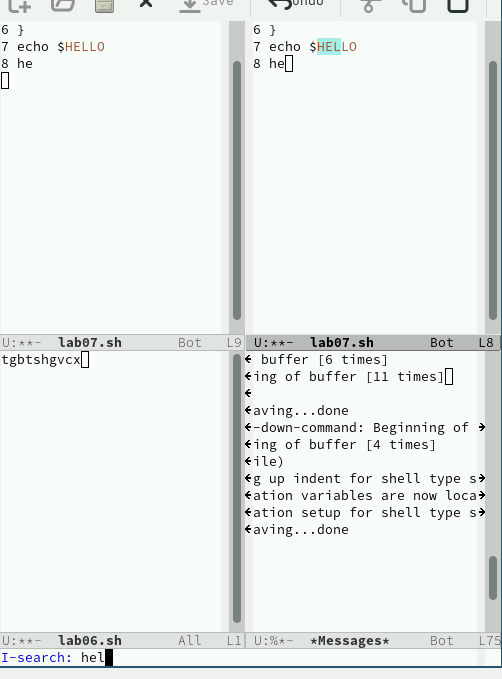 Save Undo
6 }
7 echo $HELLO
8 he
U:**- lab07.sh Bot L9
6 }
7 echo $HELLO
8 he
U:**- lab07.sh Bot L8
tgbtshgvcx
U:**- lab06.sh All L1
buffer [6 times]
ing of buffer [11 times]
aving...done
-down-command: Beginning of
ing of buffer [4 times]
ile)
g up indent for shell type s
ation variables are now loca
ation setup for shell type s
aving...done
U:%*- *Messages* Bot L75
I-search: hel